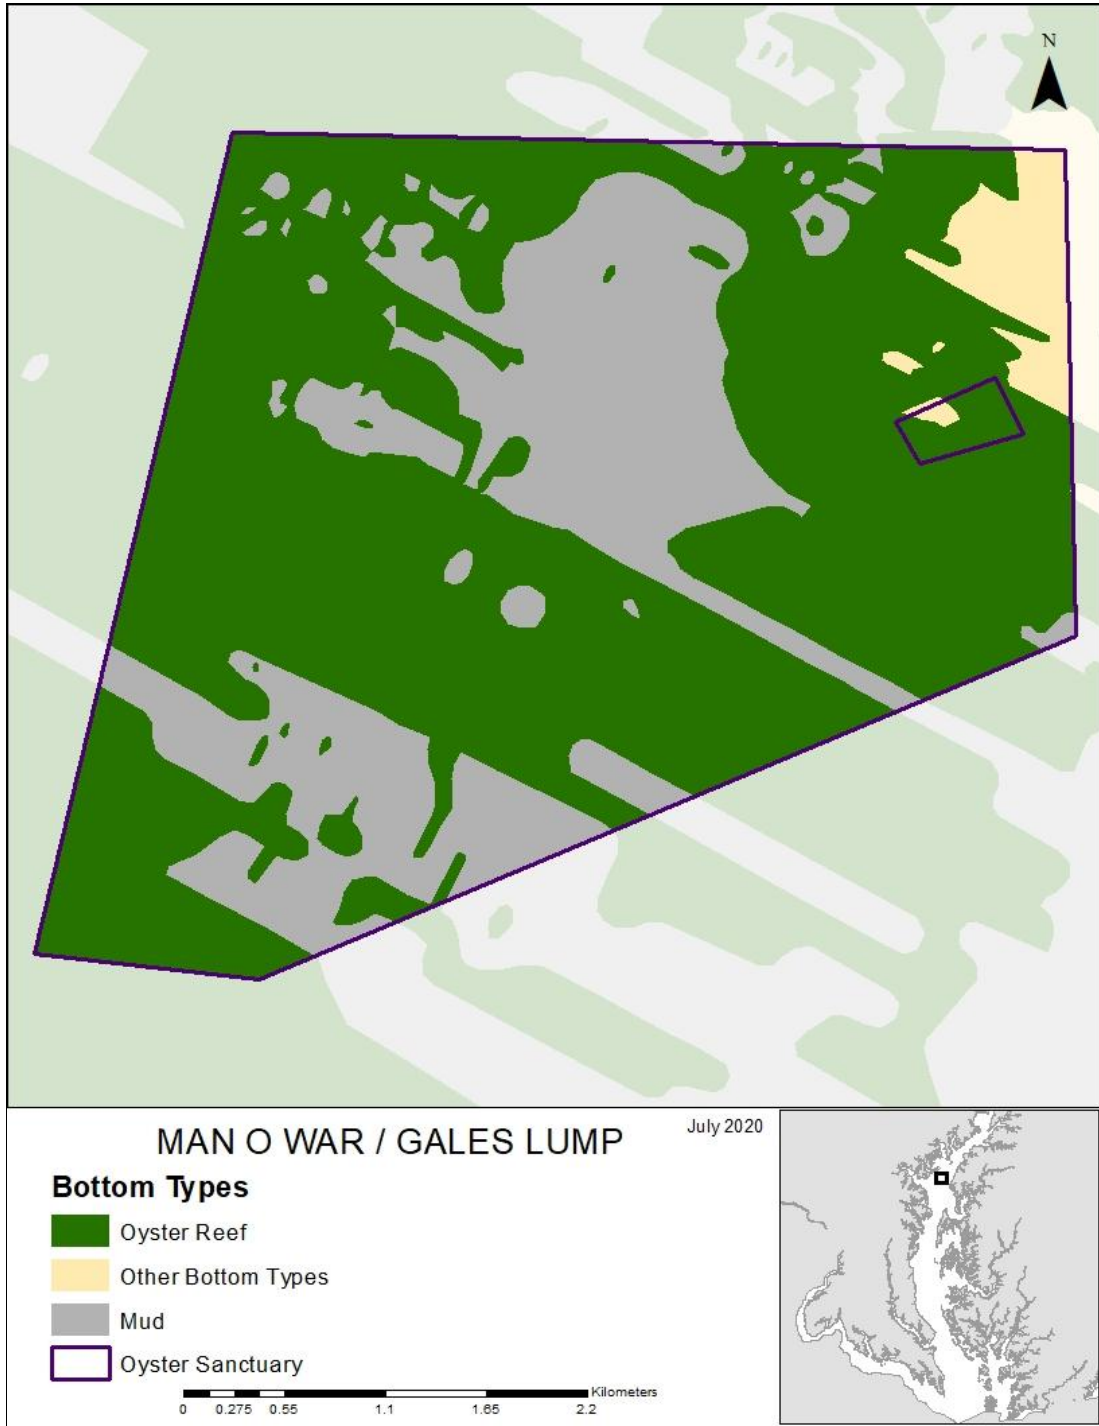 N
MAN O WAR / GALES LUMP
July 2020
Bottom Types
Oyster Reef
Other Bottom Types
Mud
Oyster Sanctuary
Kilometers
0 0.275 0.55 1.1 1.65 2.2